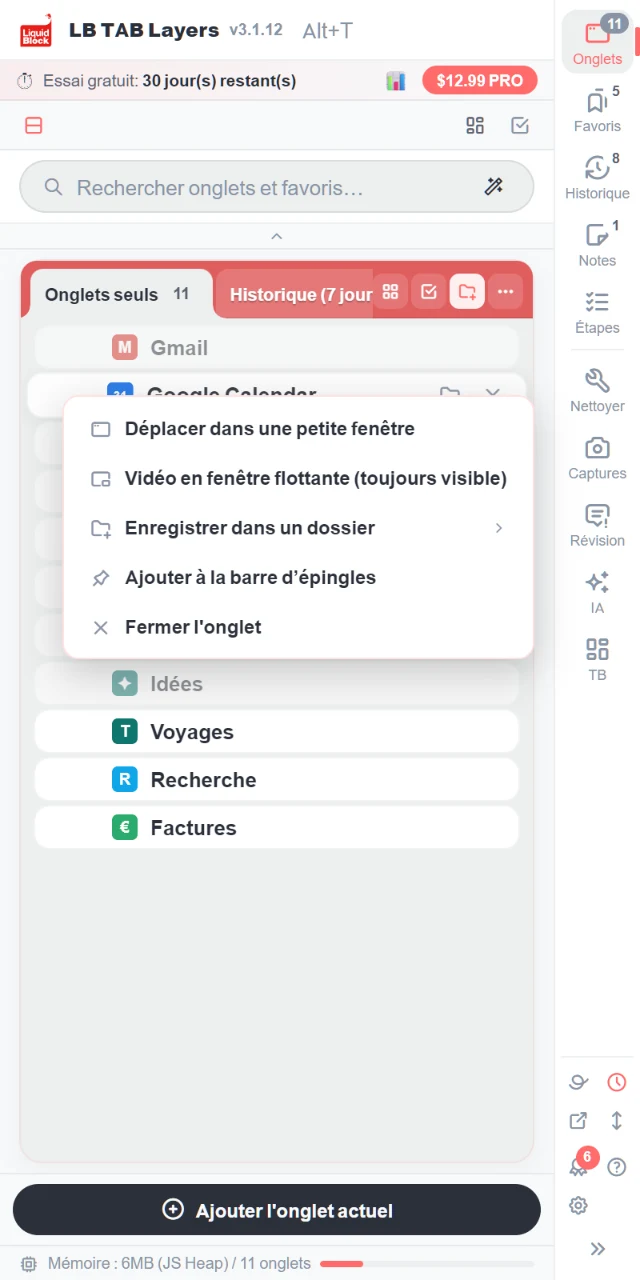 Liquid Block
LB TAB Layers v3.1.12 Alt+T
11
Onglets
Essai gratuit: 30 jour(s) restant(s)
$12.99 PRO
5
Favoris
8
Historique
1
Notes
Étapes
Nettoyer
Captures
Révision
IA
TB
Rechercher onglets et favoris…
Onglets seuls 11
Historique (7 jour
M Gmail
Google Calendar
Déplacer dans une petite fenêtre
Vidéo en fenêtre flottante (toujours visible)
Enregistrer dans un dossier
Ajouter à la barre d’épingles
Fermer l'onglet
Idées
T Voyages
R Recherche
€ Factures
6
Ajouter l'onglet actuel
Mémoire : 6MB (JS Heap) / 11 onglets